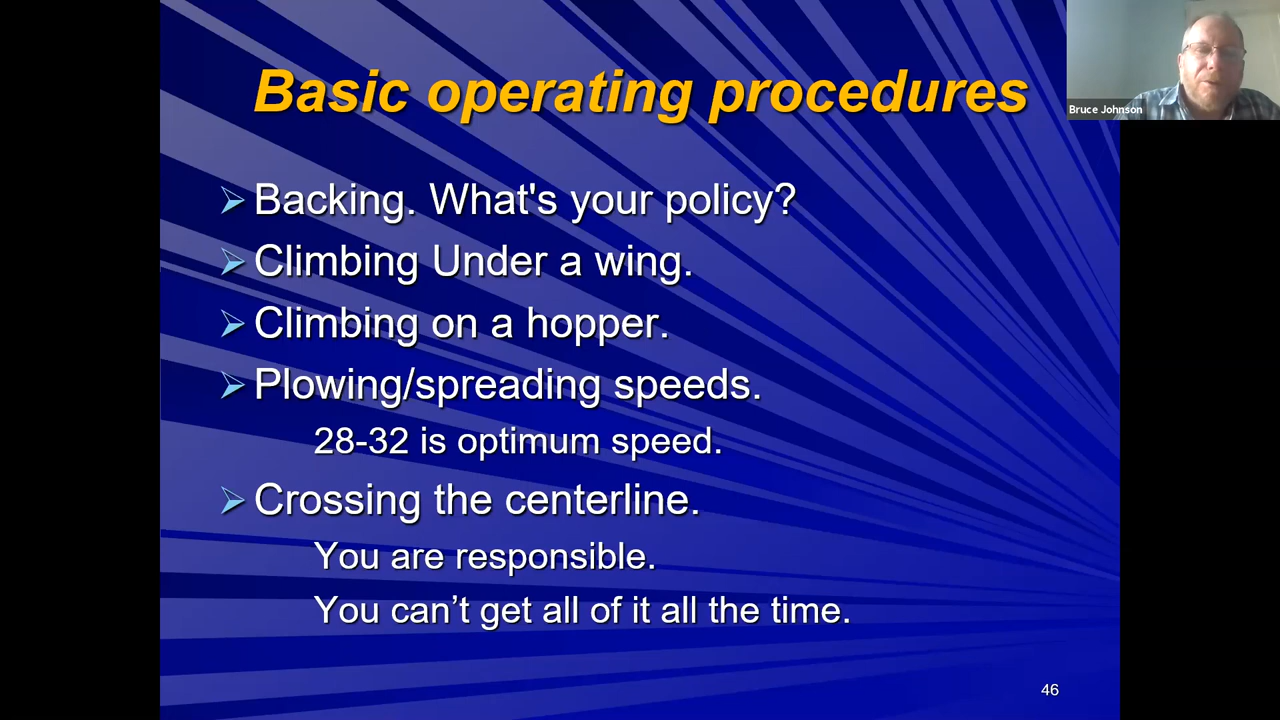 Basic operating procedures
Bruce Johnson
Backing. What's your policy?
Climbing Under a wing.
Climbing on a hopper.
Plowing/spreading speeds.
28-32 is optimum speed.
Crossing the centerline.
You are responsible.
You can’t get all of it all the time.
46